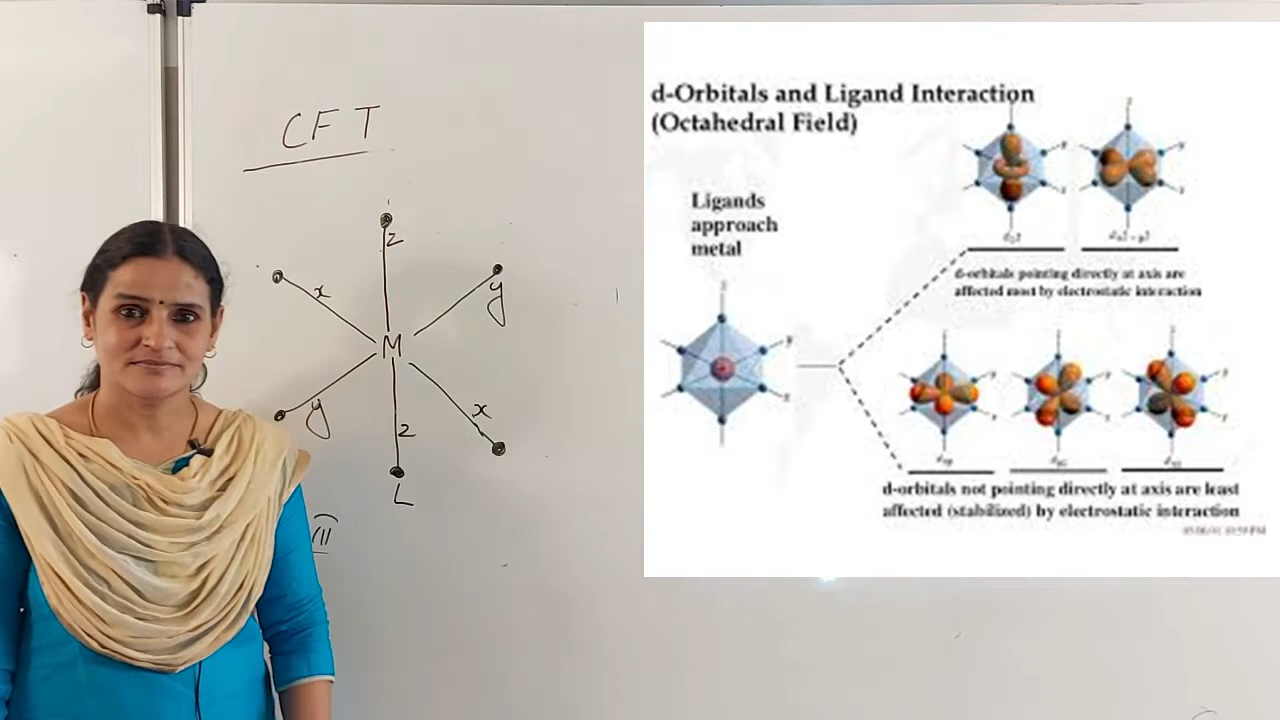 CFT
z
x
y
M
y
x
z
L
d-Orbitals and Ligand Interaction
(Octahedral Field)
Ligands
approach
metal
d-orbitals pointing directly at axis are
affected most by electrostatic interaction
d-orbitals not pointing directly at axis are least
affected (stabilized) by electrostatic interaction